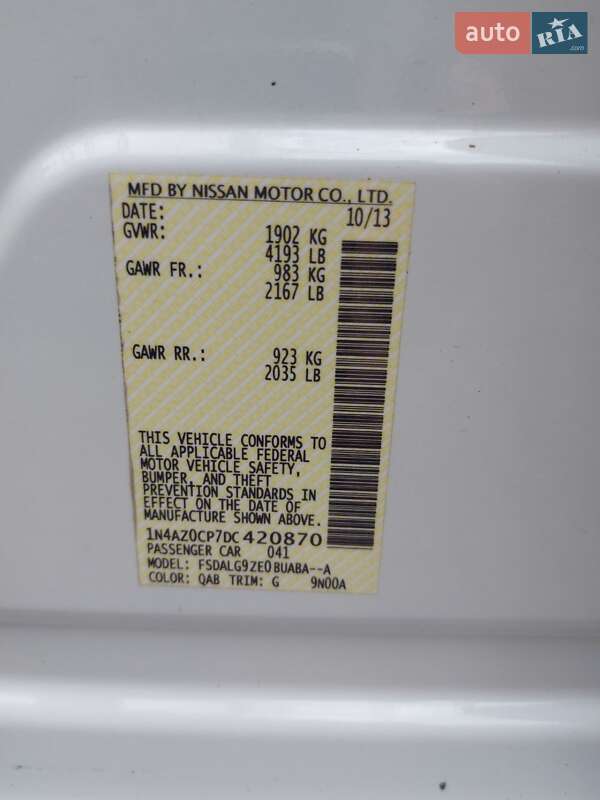 auto RIA .com
MFD BY NISSAN MOTOR CO., LTD.
DATE: 10/13
GVWR: 1902 KG
4193 LB
GAWR FR.: 983 KG
2167 LB
GAWR RR.: 923 KG
2035 LB
THIS VEHICLE CONFORMS TO
ALL APPLICABLE FEDERAL
MOTOR VEHICLE SAFETY,
BUMPER, AND THEFT
PREVENTION STANDARDS IN
EFFECT ON THE DATE OF
MANUFACTURE SHOWN ABOVE.
1N4AZ0CP7DC420870
PASSENGER CAR 041
MODEL: FSDALG9ZE0BUABA--A
COLOR: QAB TRIM: G 9N00A